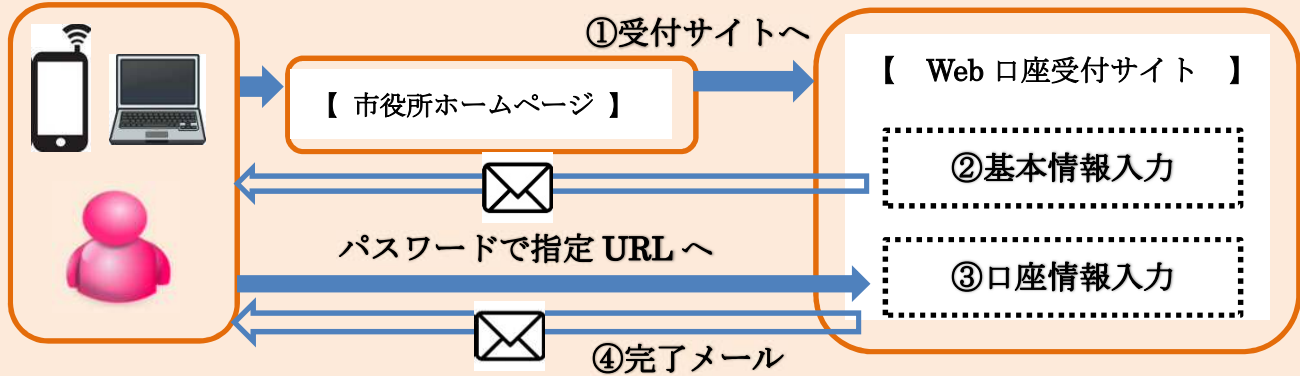 ①受付サイトへ
【 市役所ホームページ 】
【 Web 口座受付サイト 】
②基本情報入力
パスワードで指定 URL へ
③口座情報入力
④完了メール